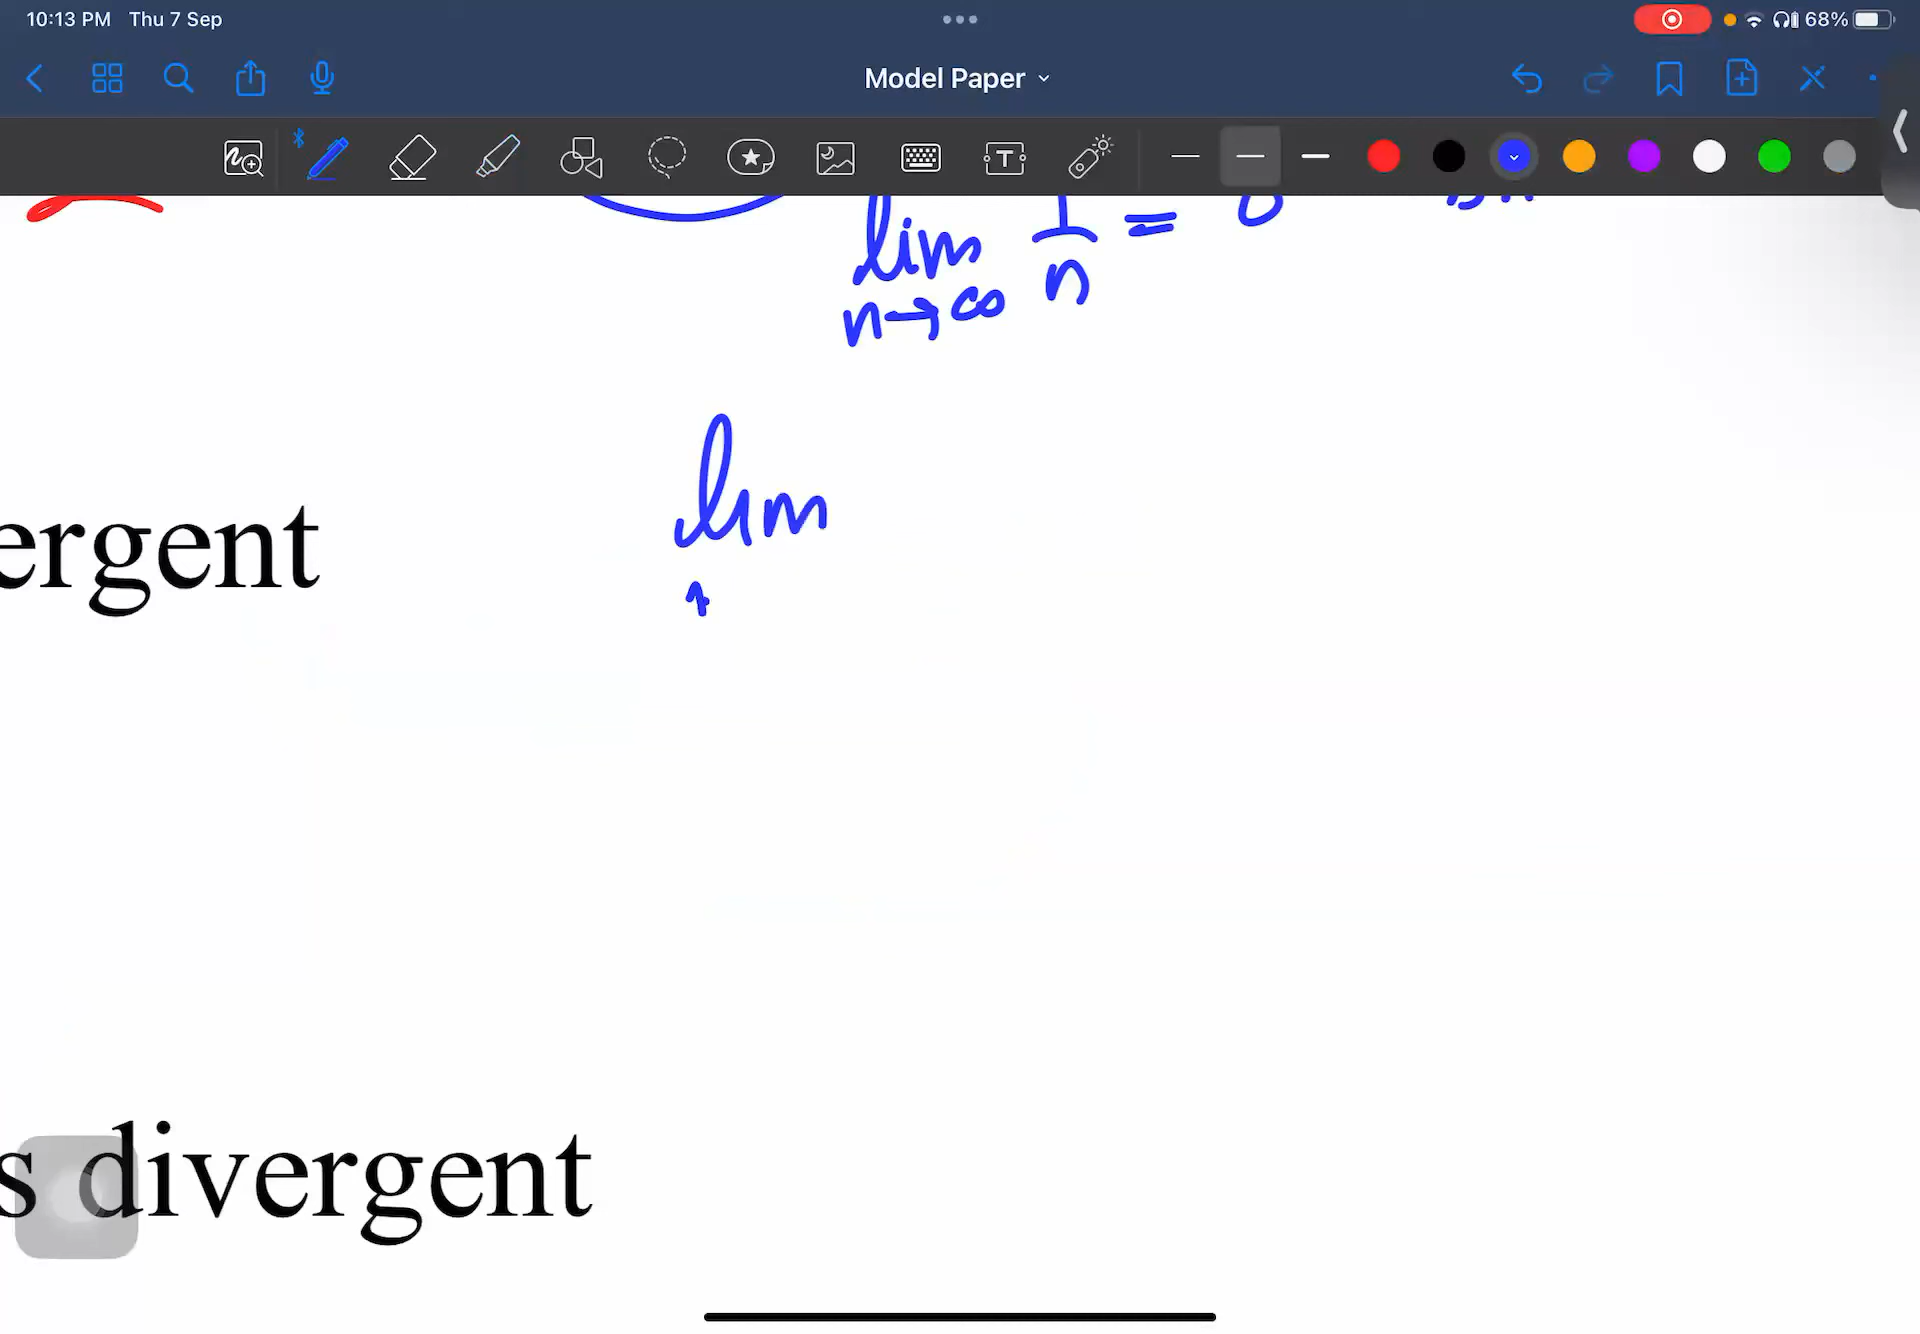 10:13 PM Thu 7 Sep 68%
Model Paper
T
lim 1/n = 0
n→∞
lim
ergent
s divergent